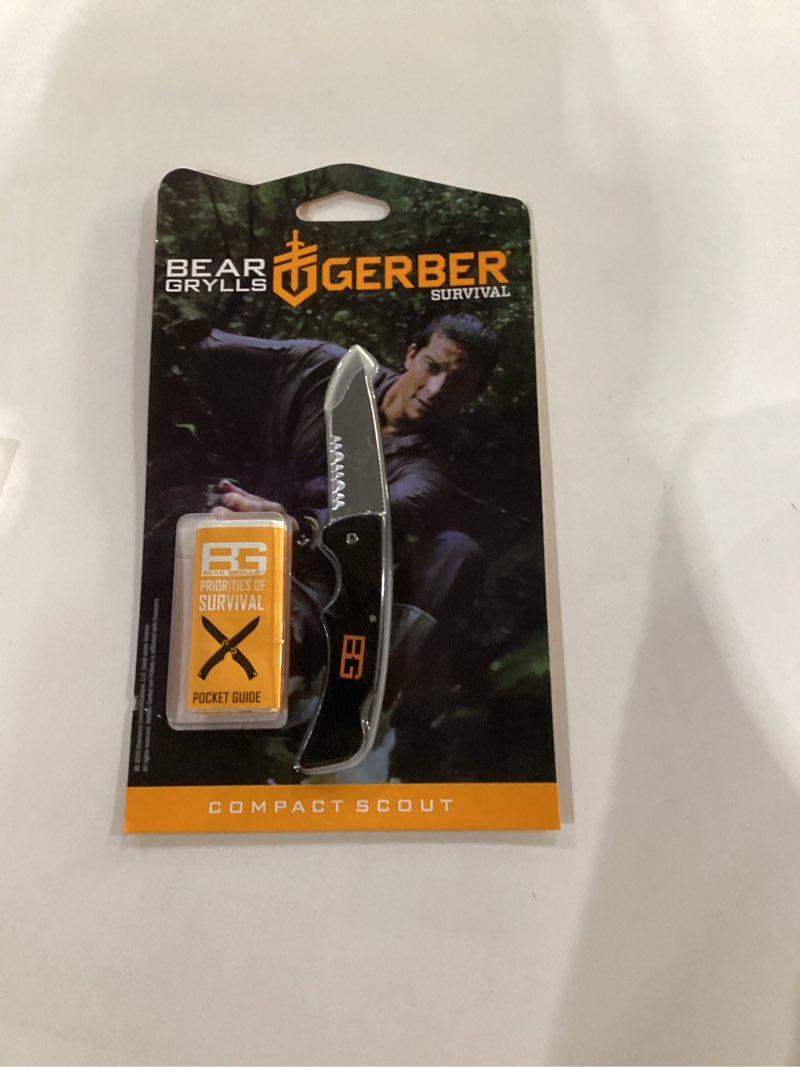 BEAR
GRYLLS
GERBER
SURVIVAL
BG
BEAR GRYLLS
PRIORITIES OF
SURVIVAL
POCKET GUIDE
BG
COMPACT SCOUT